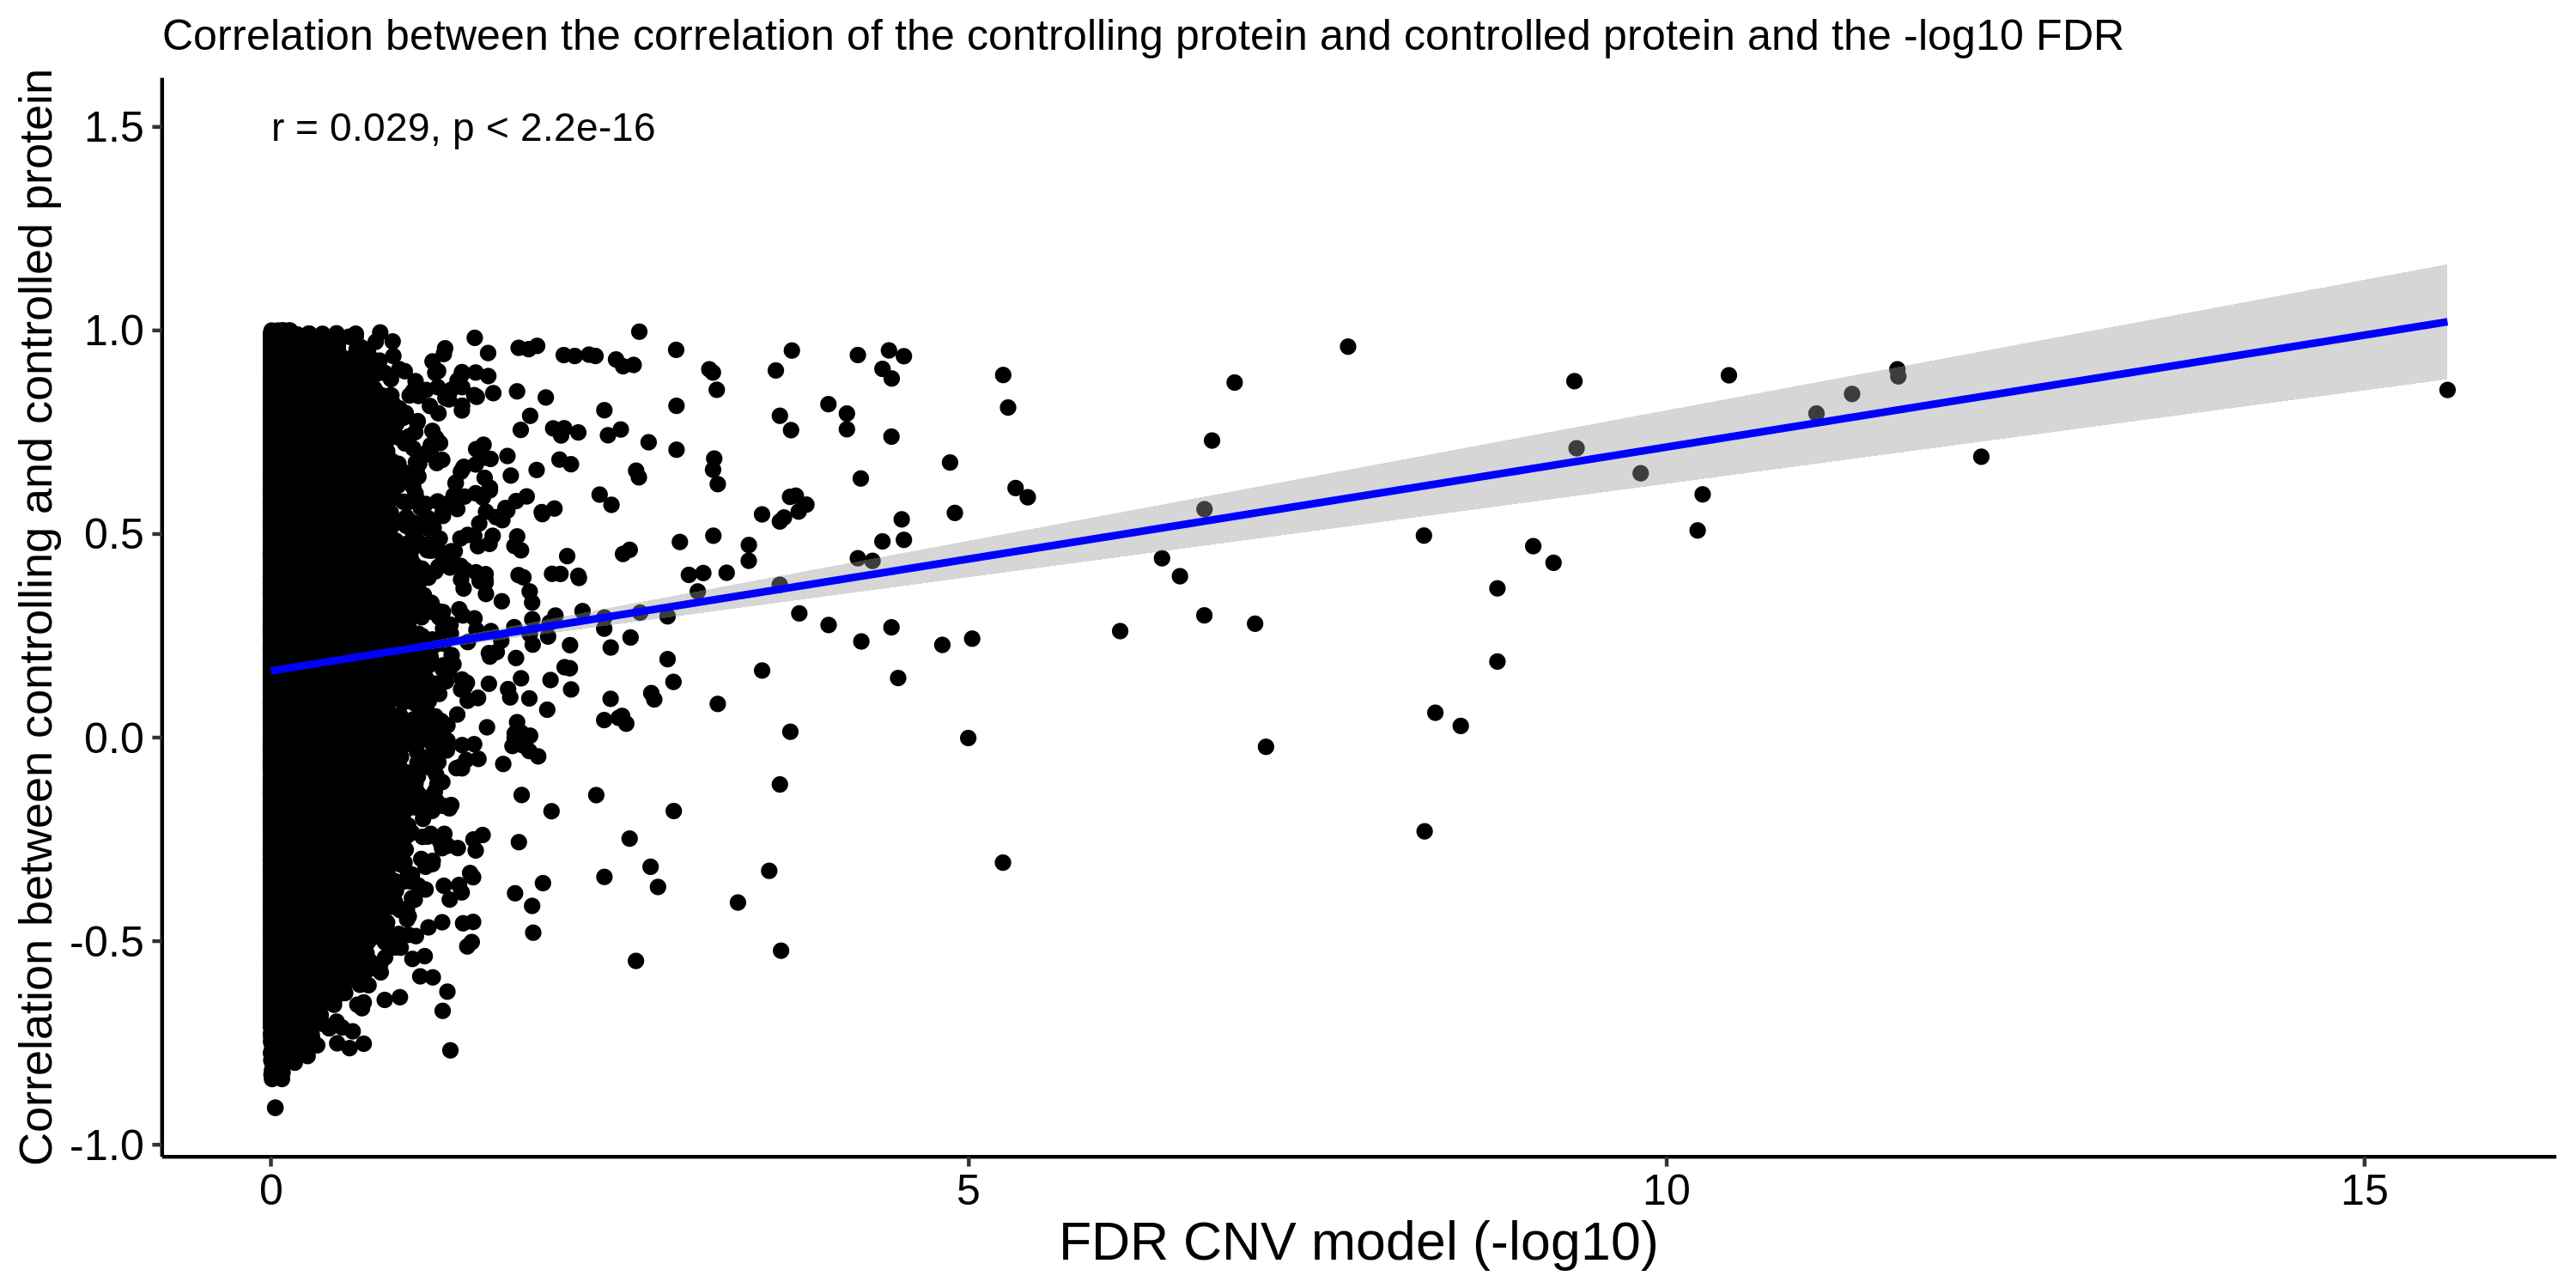 Correlation between the correlation of the controlling protein and controlled protein and the -log10 FDR
Correlation between controlling and controlled protein
1.5
1.0
0.5
0.0
-0.5
-1.0
r = 0.029, p < 2.2e-16
0
5
10
15
FDR CNV model (-log10)